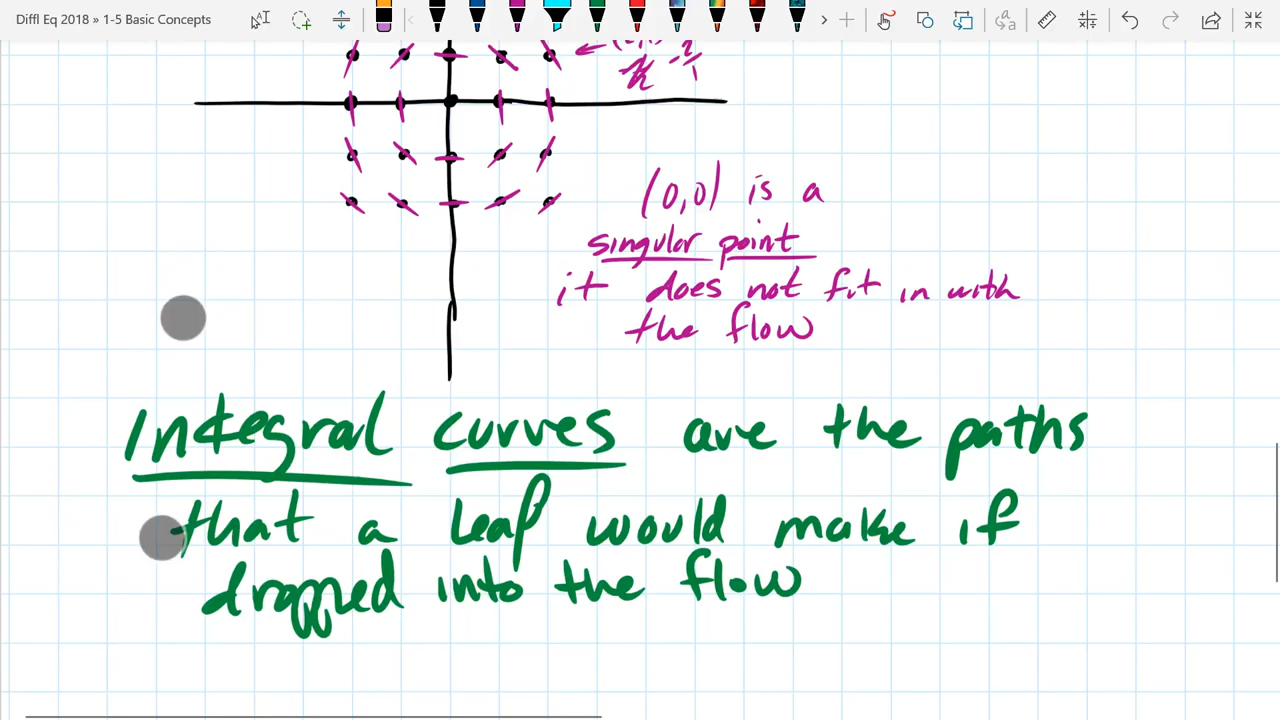 Diffl Eq 2018 » 1-5 Basic Concepts
(0,0) is a
singular point
it does not fit in with
the flow
Integral curves are the paths
that a leaf would make if
dropped into the flow